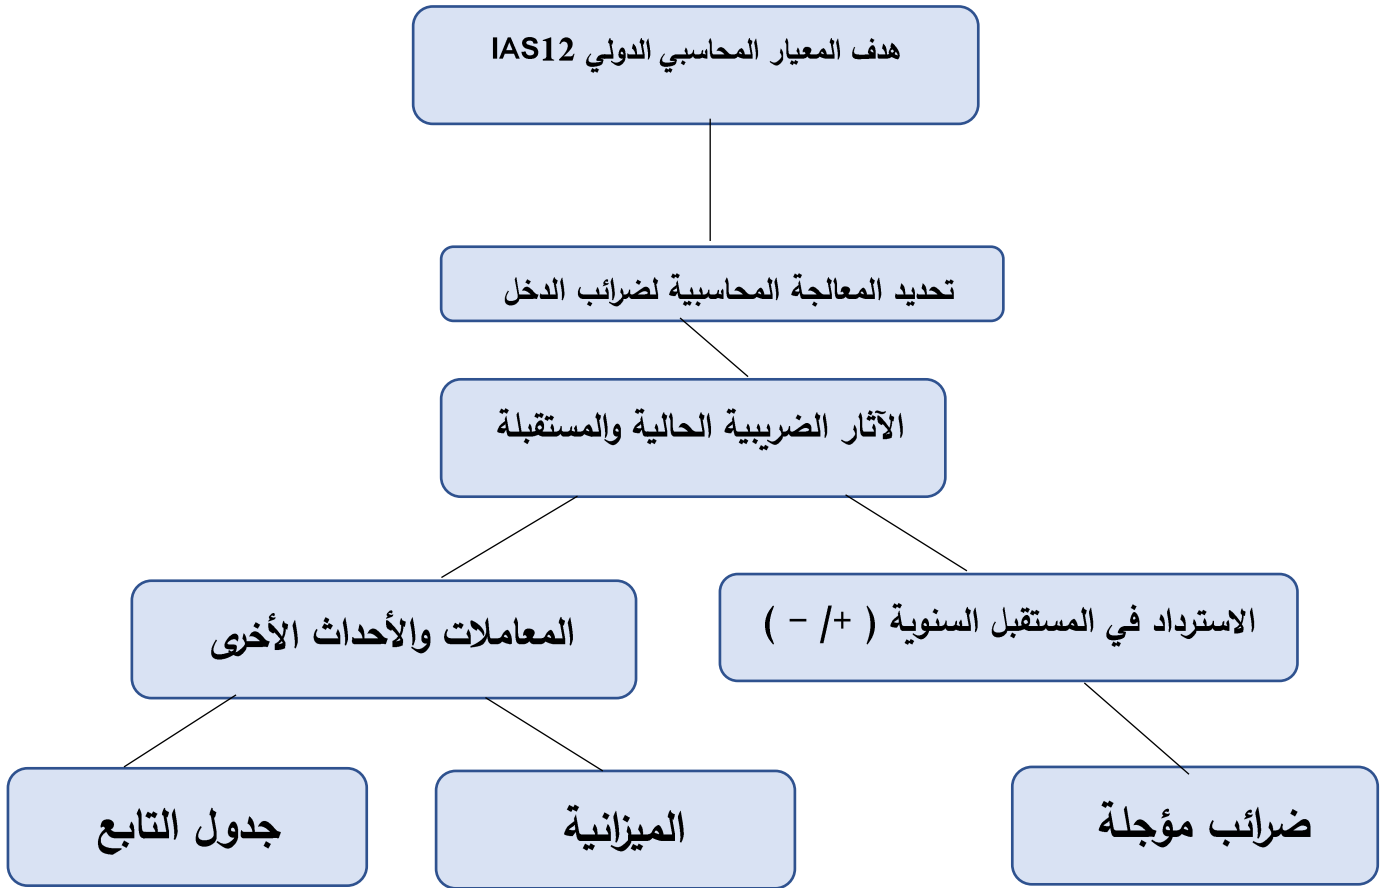 هدف المعيار المحاسبي الدولي IAS12
تحديد المعالجة المحاسبية لضرائب الدخل
الآثار الضريبية الحالية والمستقبلة
الاسترداد في المستقبل السنوية ( +/ − )
المعاملات والأحداث الأخرى
ضرائب مؤجلة
الميزانية
جدول التابع